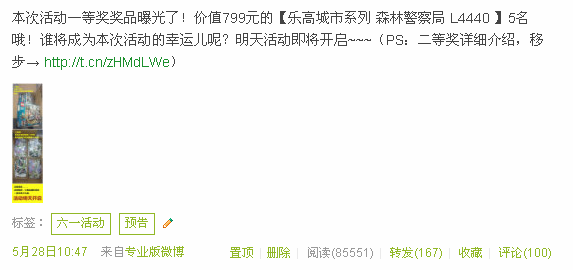 本次活动一等奖奖品曝光了！价值799元的【乐高城市系列 森林警察局 L4440 】5名
哦！谁将成为本次活动的幸运儿呢？明天活动即将开启~~~（PS：二等奖详细介绍，移
步→ http://t.cn/zHMdLWe）
标签： 六一活动 预告
5月28日10:47 来自专业版微博 置顶 | 删除 | 阅读(85551) | 转发(167) | 收藏 | 评论(100)